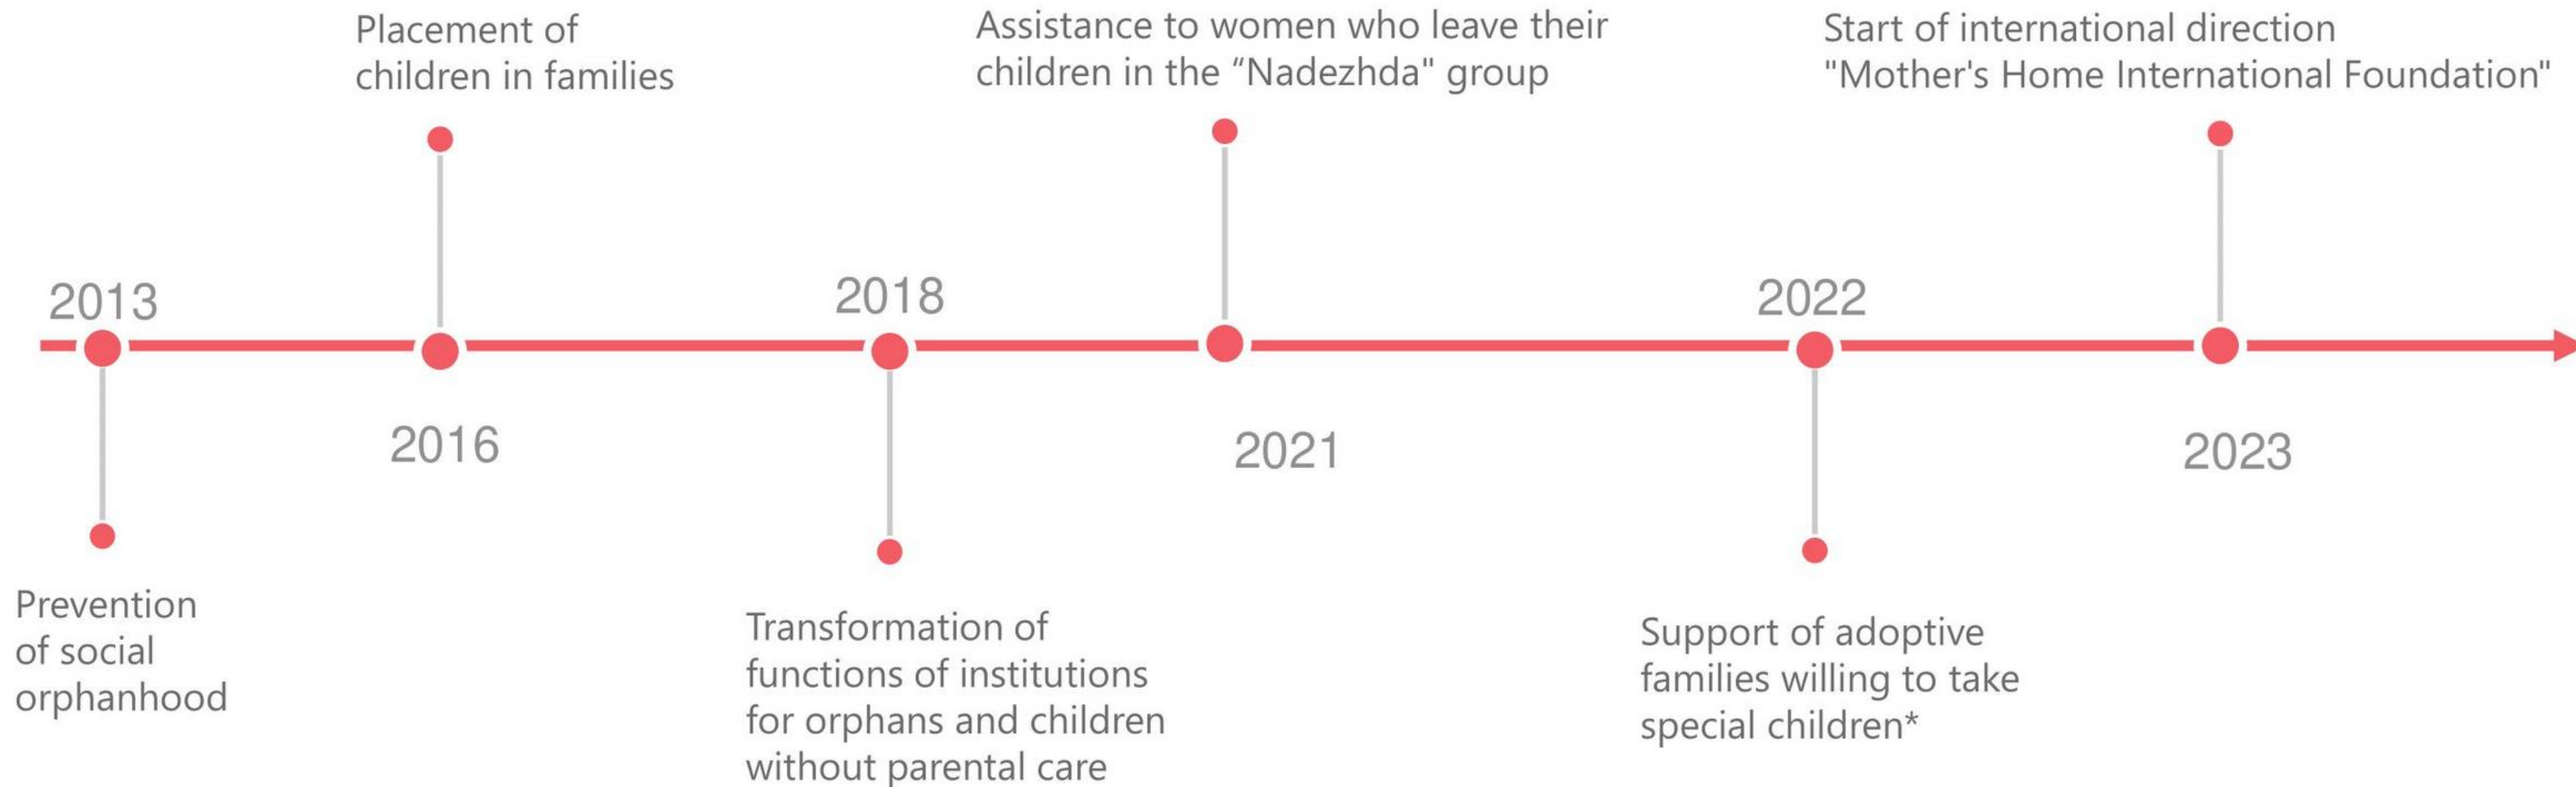 Placement of
children in families
Assistance to women who leave their
children in the “Nadezhda" group
Start of international direction
"Mother's Home International Foundation"
2013
2018
2022
2016
2021
2023
Prevention
of social
orphanhood
Transformation of
functions of institutions
for orphans and children
without parental care
Support of adoptive
families willing to take
special children*